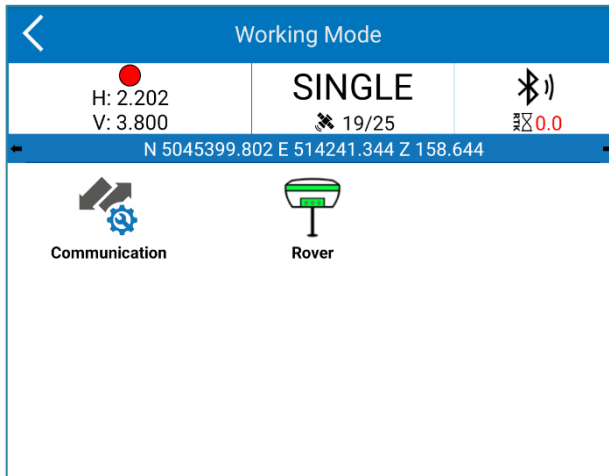 Working Mode
H: 2.202
V: 3.800
SINGLE
19/25
RTK 0.0
N 5045399.802 E 514241.344 Z 158.644
Communication
Rover